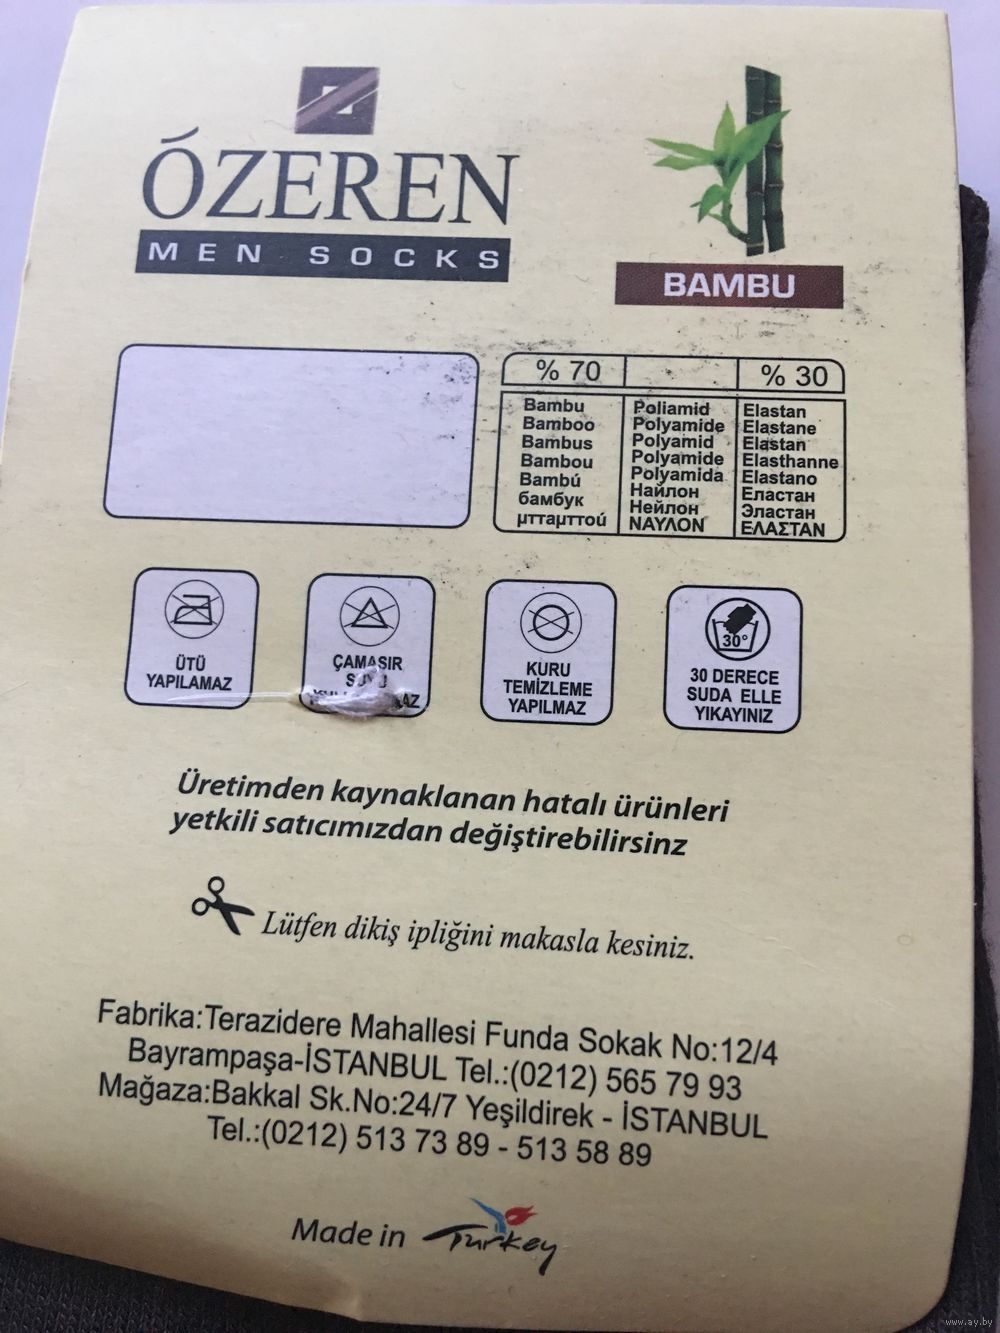 ÓZEREN
MEN SOCKS
BAMBU
% 70
% 30
Bambu
Bamboo
Bambus
Bambou
Bambú
бамбук
μτταμττού
Poliamid
Polyamide
Polyamid
Polyamide
Polyamida
Найлон
Нейлон
ΝΑΥΛΟΝ
Elastan
Elastane
Elastan
Elasthanne
Elastano
Еластан
Эластан
ΕΛΑΣΤΑΝ
ÜTÜ
YAPILAMAZ
ÇAMAŞIR
KURU
TEMİZLEME
YAPILMAZ
30°
30 DERECE
SUDA ELLE
YIKAYINIZ
Üretimden kaynaklanan hatalı ürünleri
yetkili satıcımızdan değiştirebilirsinz
Lütfen dikiş ipliğini makasla kesiniz.
Fabrika:Terazidere Mahallesi Funda Sokak No:12/4
Bayrampaşa-İSTANBUL Tel.:(0212) 565 79 93
Mağaza:Bakkal Sk.No:24/7 Yeşildirek - İSTANBUL
Tel.:(0212) 513 73 89 - 513 58 89
Made in Turkey
www.ay.by